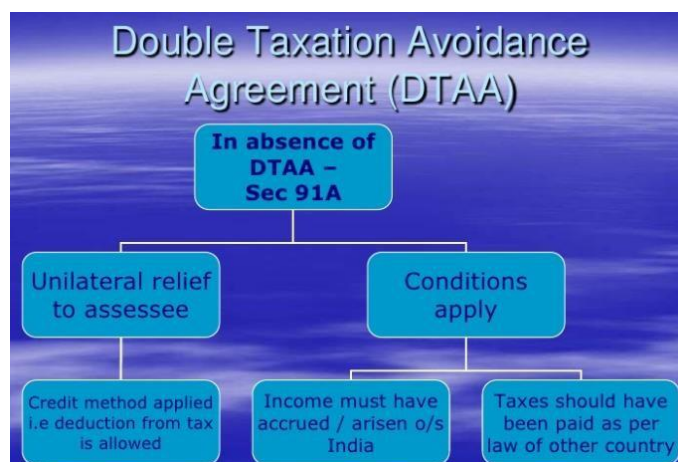 Double Taxation Avoidance
Agreement (DTAA)
In absence of
DTAA –
Sec 91A
Unilateral relief
to assessee
Conditions
apply
Credit method applied
i.e deduction from tax
is allowed
Income must have
accrued / arisen o/s
India
Taxes should have
been paid as per
law of other country